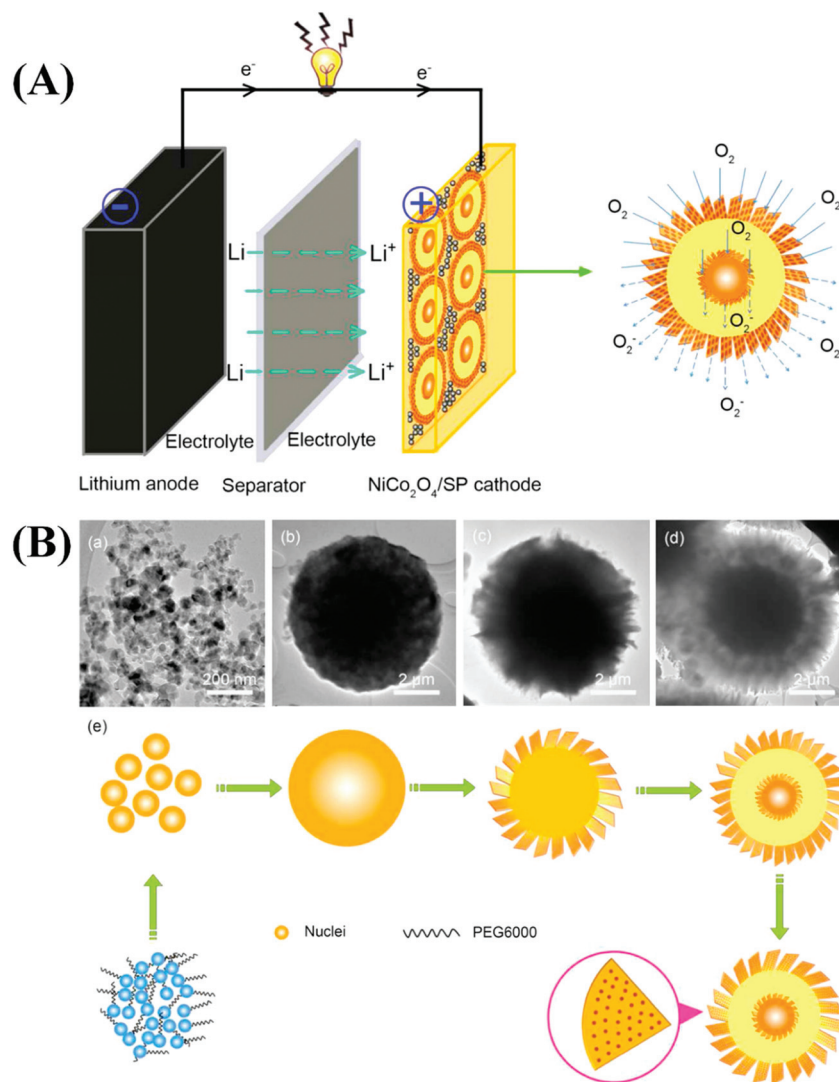 (A)
e⁻
e⁻
−
+
Li
Li⁺
Li
Li⁺
Electrolyte
Electrolyte
Lithium anode
Separator
NiCo₂O₄/SP cathode
O₂
O₂
O₂
O₂
O₂⁻
O₂⁻
O₂
O₂⁻
(B)
(a)
200 nm
(b)
2 μm
(c)
2 μm
(d)
2 μm
(e)
Nuclei
PEG6000